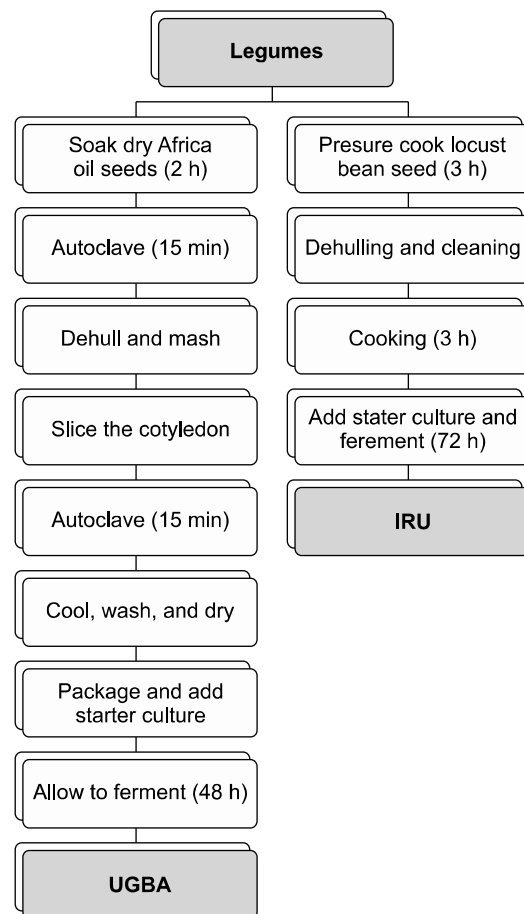 Legumes
Soak dry Africa
oil seeds (2 h)
Autoclave (15 min)
Dehull and mash
Slice the cotyledon
Autoclave (15 min)
Cool, wash, and dry
Package and add
starter culture
Allow to ferment (48 h)
UGBA
Presure cook locust
bean seed (3 h)
Dehulling and cleaning
Cooking (3 h)
Add stater culture and
ferement (72 h)
IRU